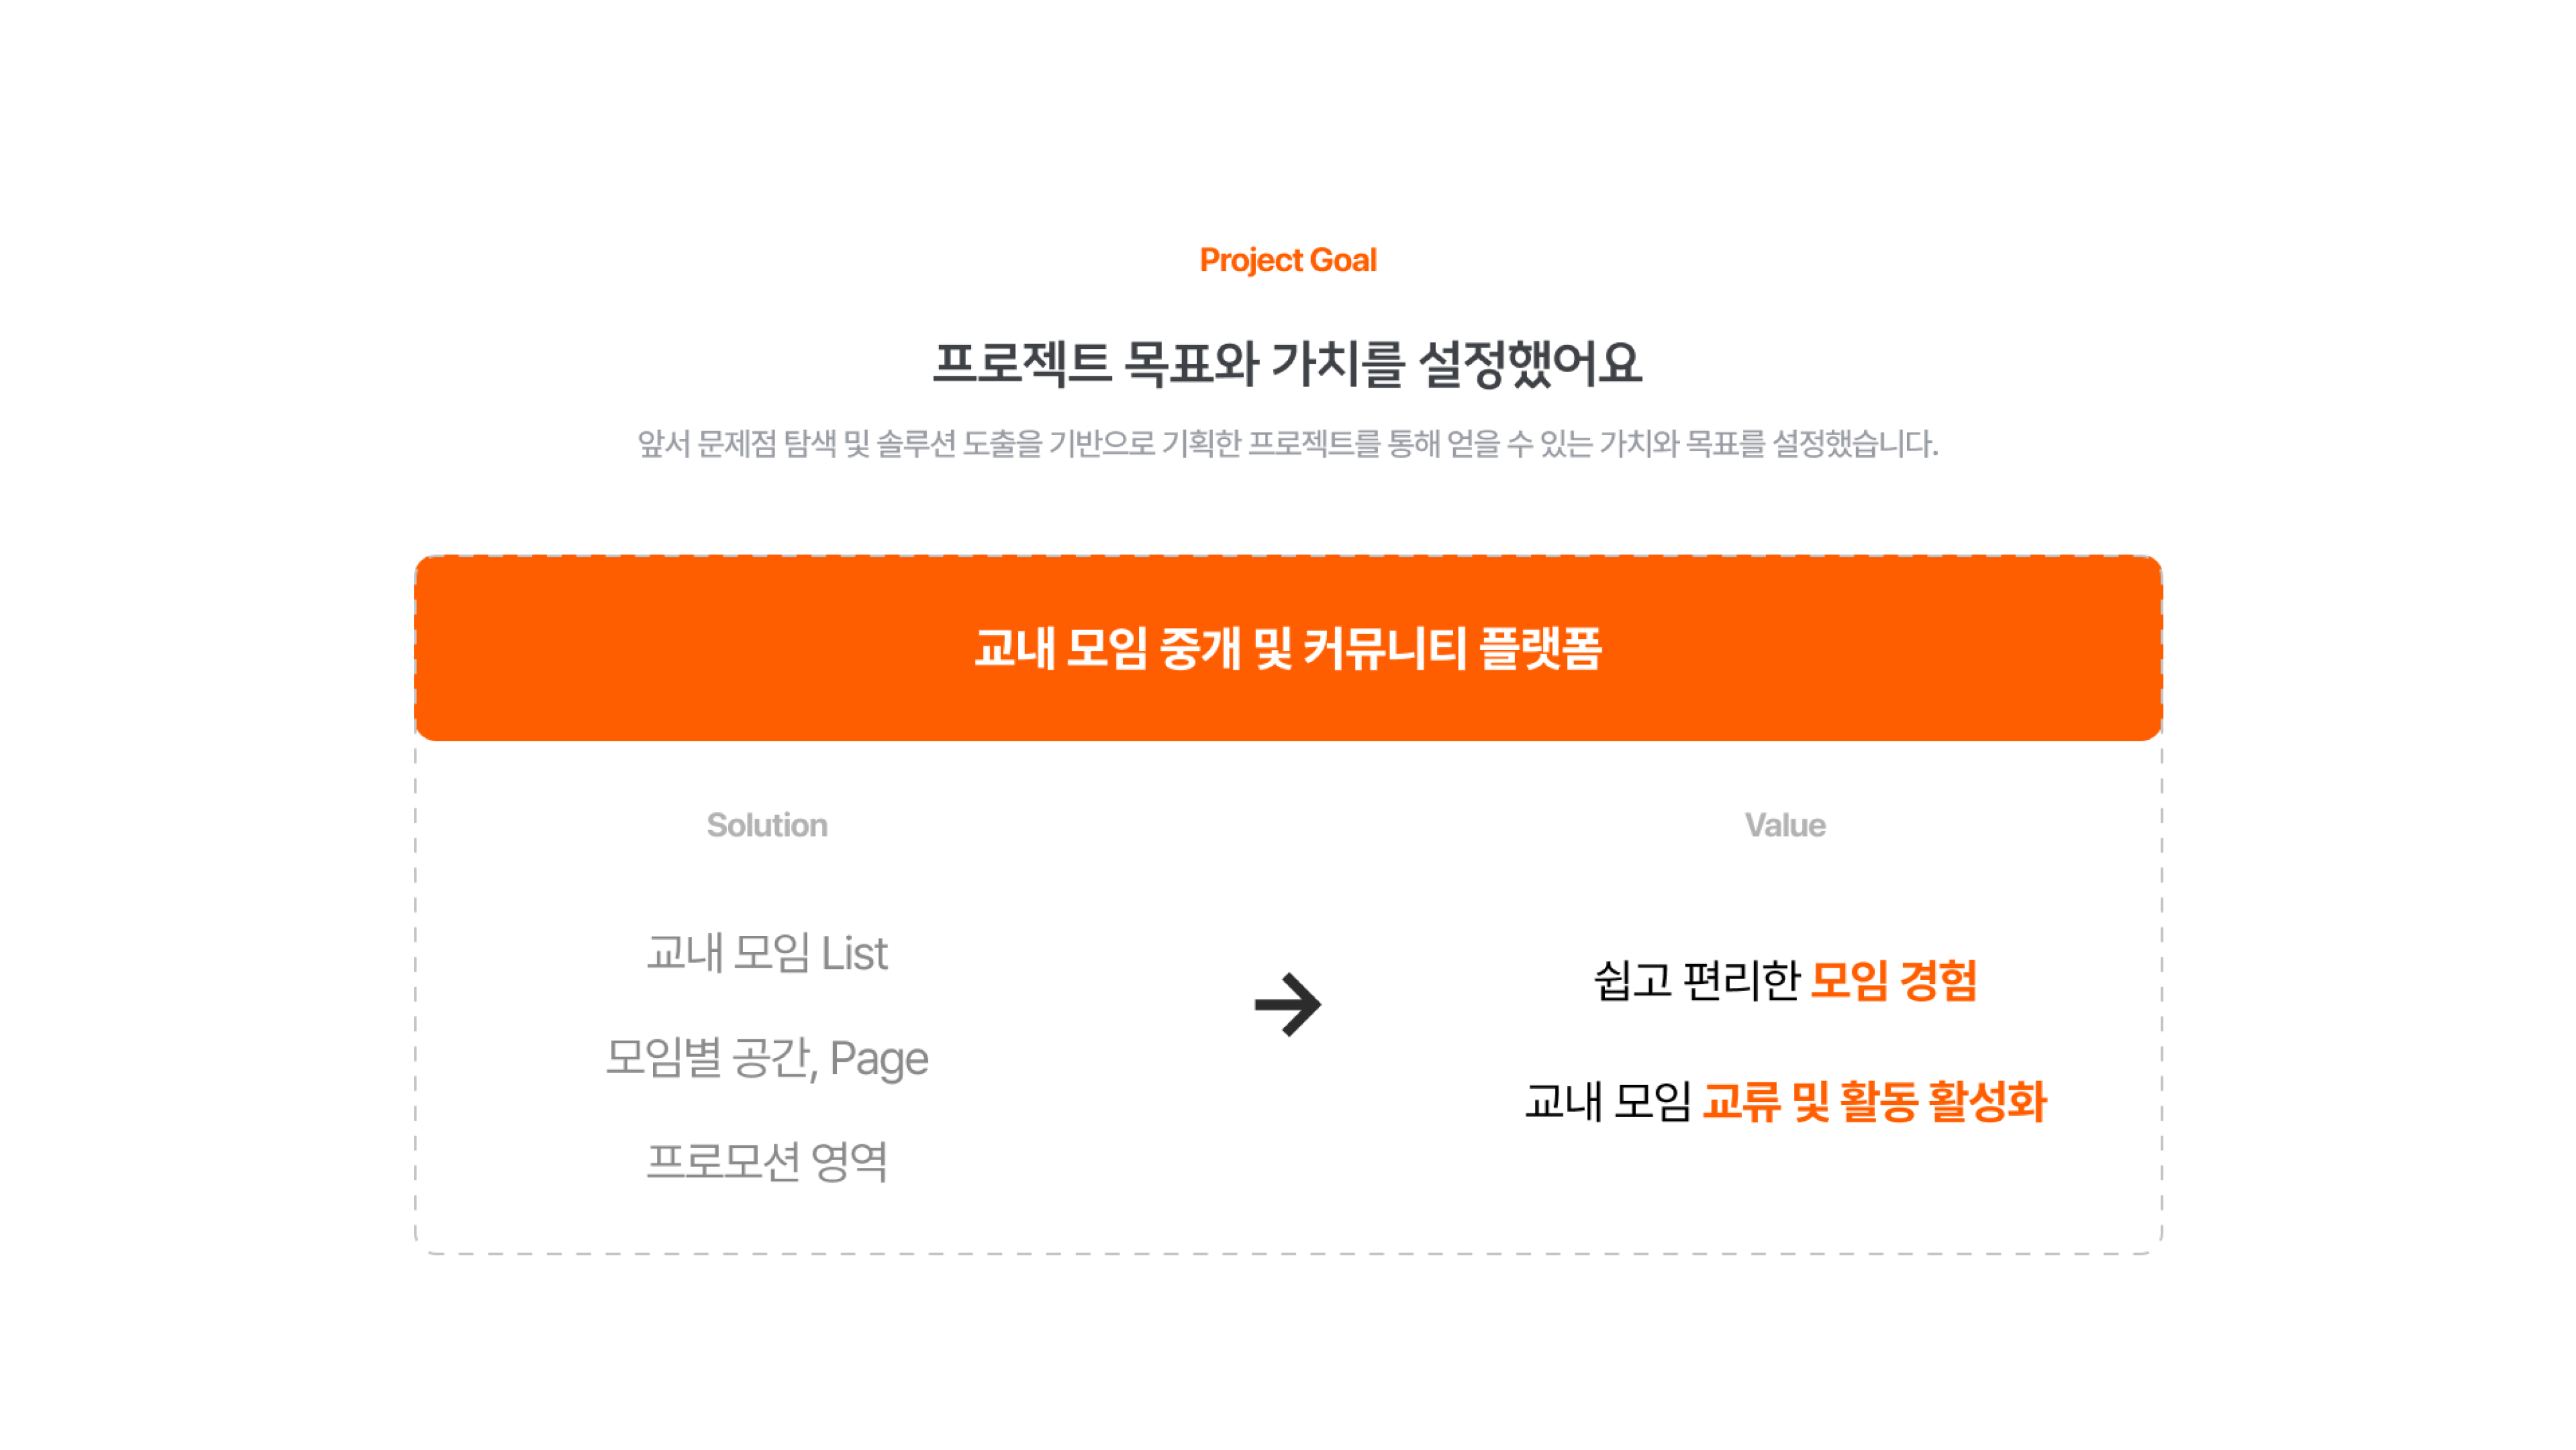 Project Goal
프로젝트 목표와 가치를 설정했어요
앞서 문제점 탐색 및 솔루션 도출을 기반으로 기획한 프로젝트를 통해 얻을 수 있는 가치와 목표를 설정했습니다.
교내 모임 중개 및 커뮤니티 플랫폼
Solution
교내 모임 List
모임별 공간, Page
프로모션 영역
Value
쉽고 편리한 모임 경험
교내 모임 교류 및 활동 활성화